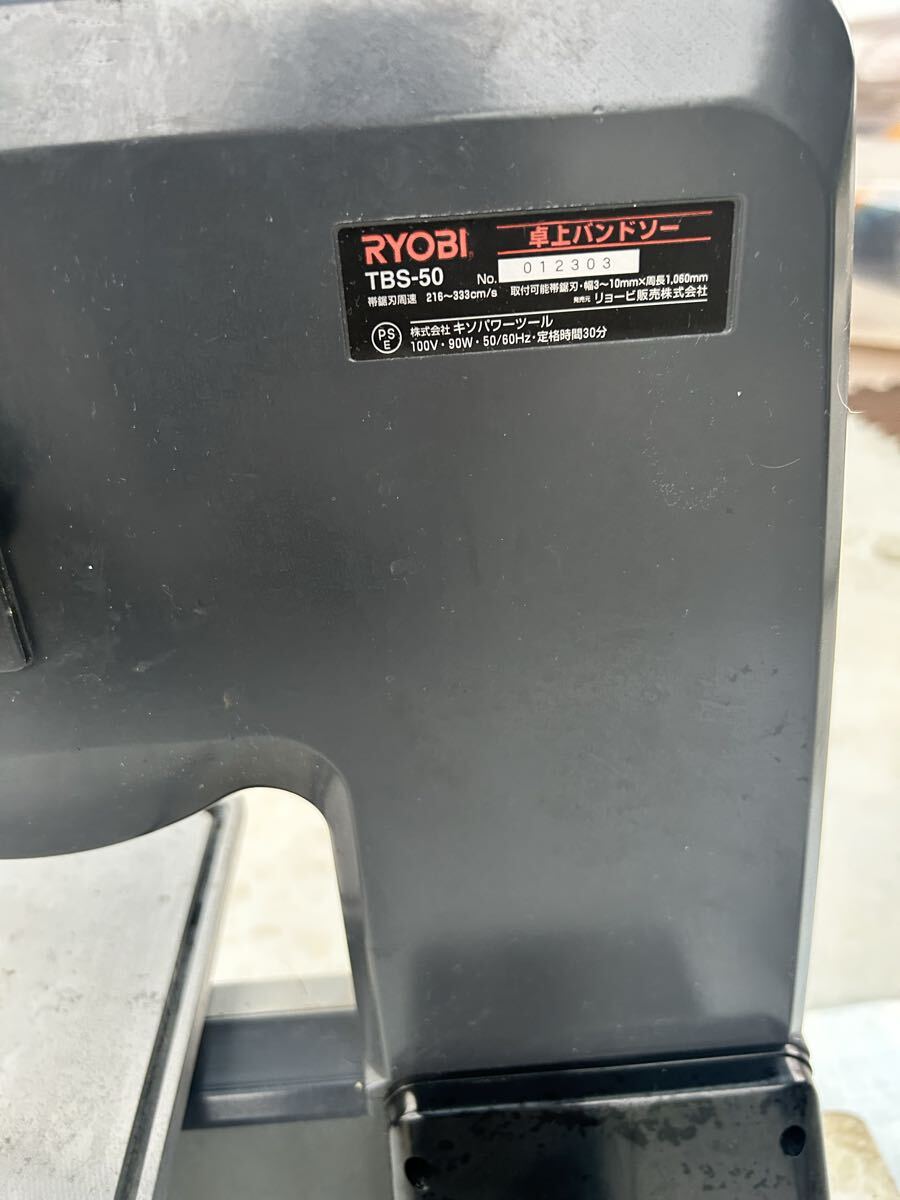 RYOBI 卓上バンドソー
TBS-50 No. 012303
帯鋸刃周速 216～333cm/s 取付可能帯鋸刃・幅3～10mm×周長1,060mm
発売元 リョービ販売株式会社
PSE 株式会社 キソパワーツール
100V・90W・50/60Hz・定格時間30分